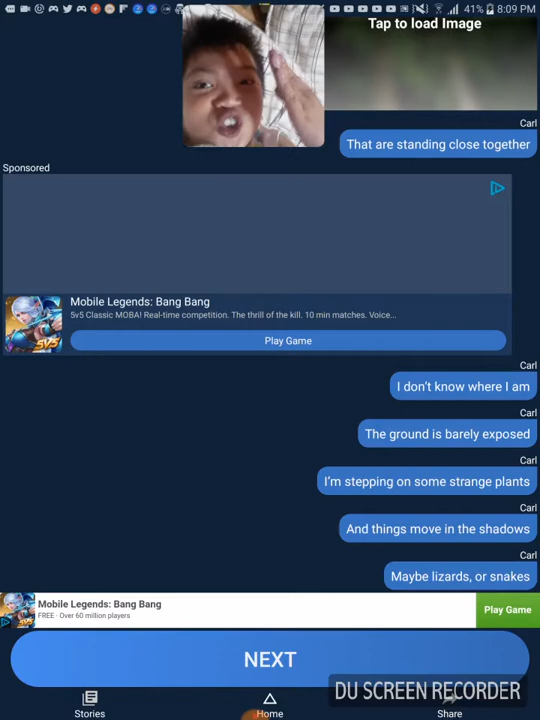 41% 8:09 PM
Tap to load Image
Carl
That are standing close together
Sponsored
Mobile Legends: Bang Bang
5v5 Classic MOBA! Real-time competition. The thrill of the kill. 10 min matches. Voice...
5V5
Play Game
Carl
I don't know where I am
Carl
The ground is barely exposed
Carl
I'm stepping on some strange plants
Carl
And things move in the shadows
Carl
Maybe lizards, or snakes
Mobile Legends: Bang Bang
FREE · Over 60 million players
Play Game
NEXT
DU SCREEN RECORDER
Stories
Home
Share